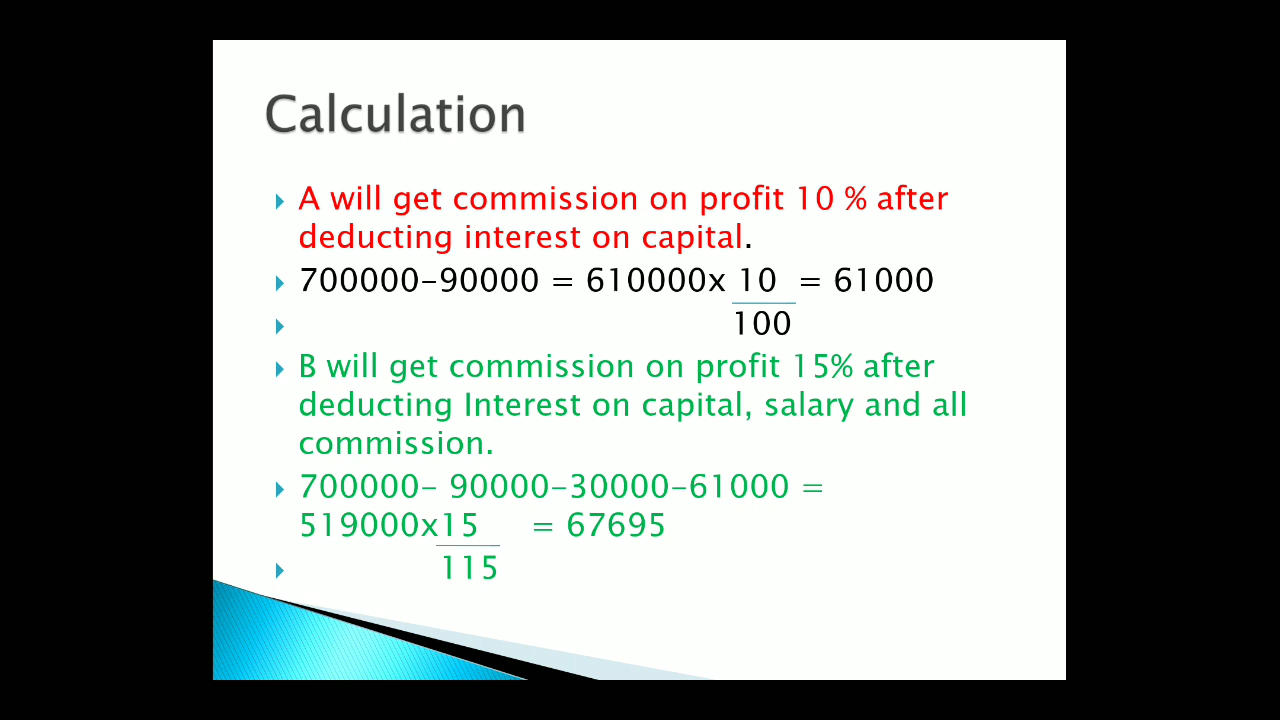 Calculation
A will get commission on profit 10 % after
deducting interest on capital.
700000-90000 = 610000x 10 = 61000
100
B will get commission on profit 15% after
deducting Interest on capital, salary and all
commission.
700000- 90000-30000-61000 =
519000x15 = 67695
115